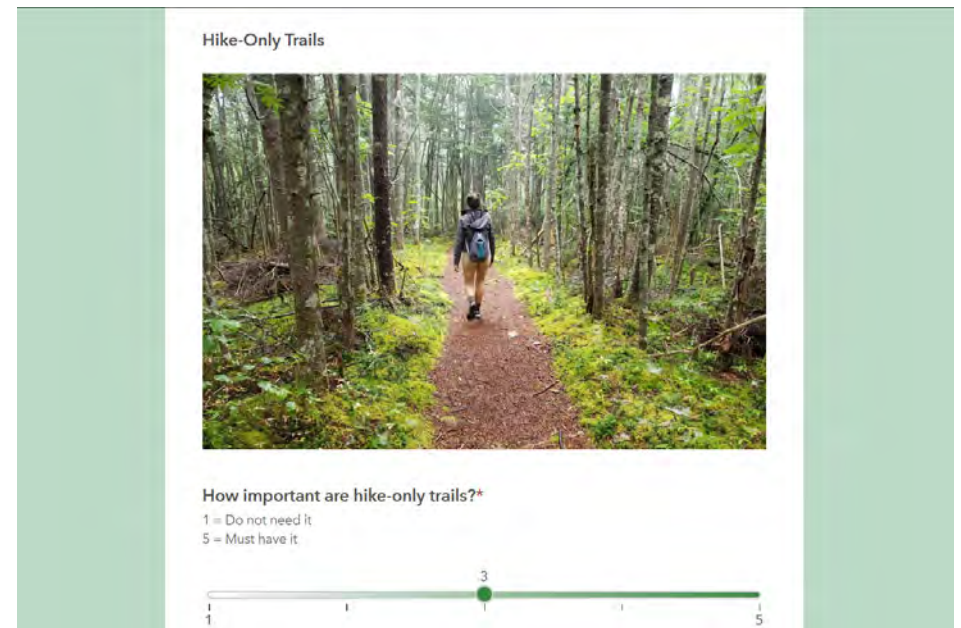 Hike-Only Trails
How important are hike-only trails?*
1 = Do not need it
5 = Must have it
3
1
5